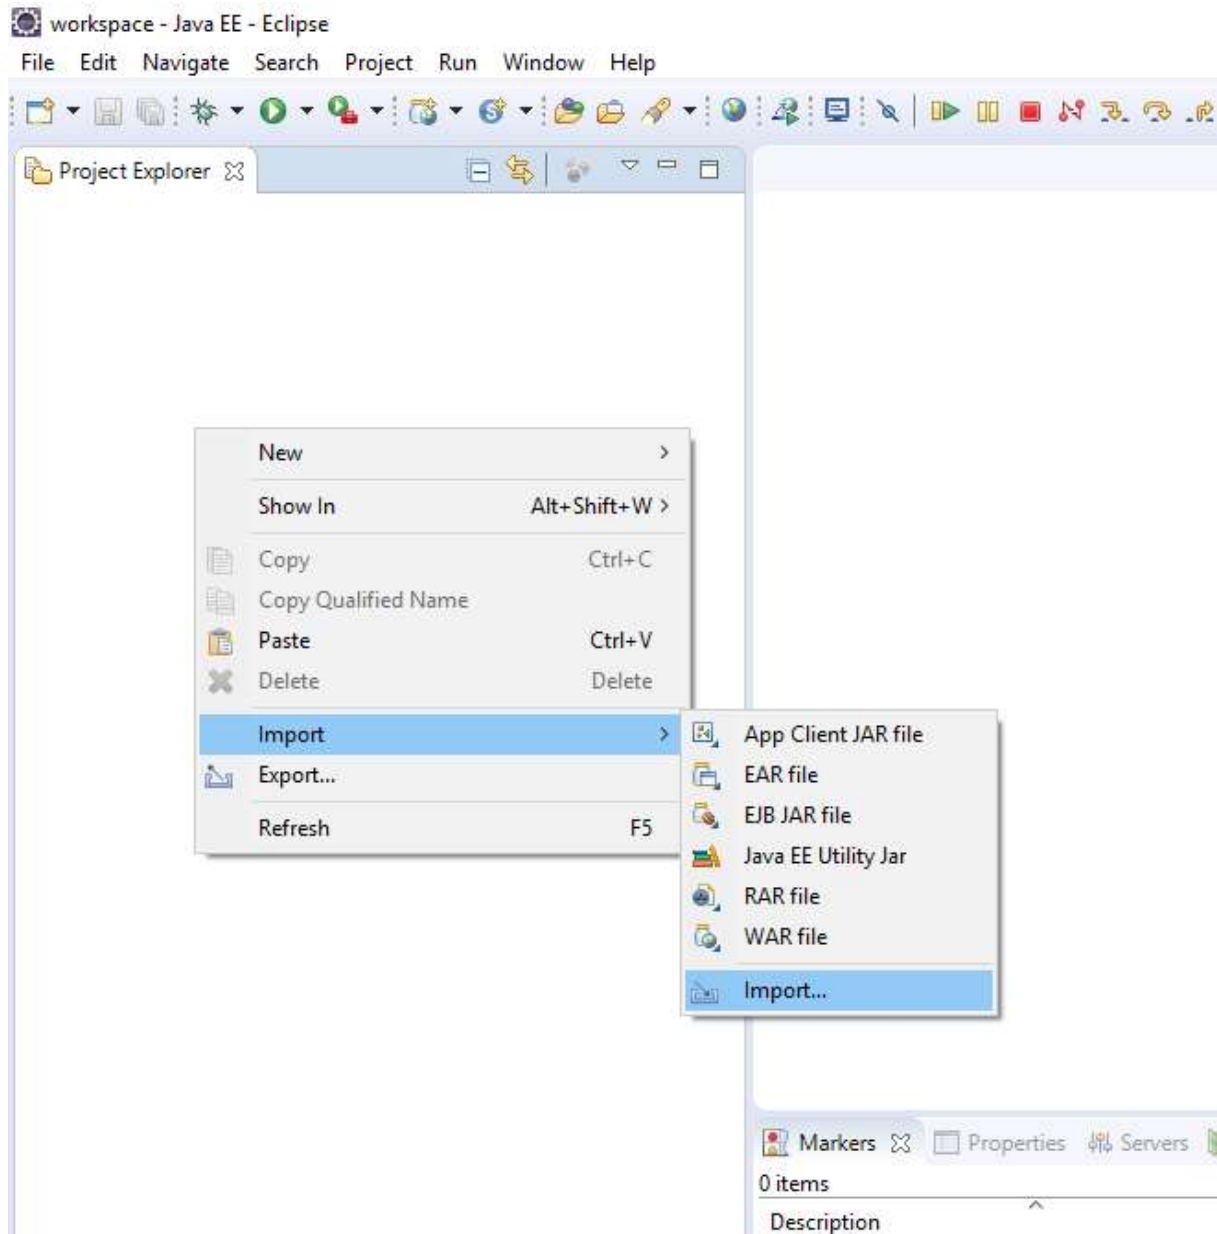 workspace - Java EE - Eclipse
File Edit Navigate Search Project Run Window Help
Project Explorer
New
Show In Alt+Shift+W
Copy Ctrl+C
Copy Qualified Name
Paste Ctrl+V
Delete Delete
Import
Export...
Refresh F5
App Client JAR file
EAR file
EJB JAR file
Java EE Utility Jar
RAR file
WAR file
Import...
Markers Properties Servers
0 items
Description